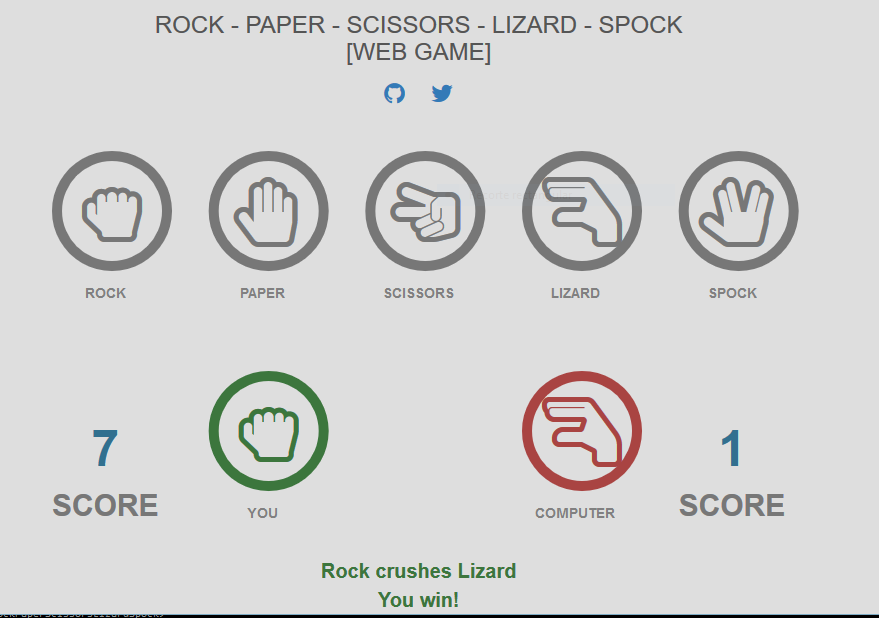 ROCK - PAPER - SCISSORS - LIZARD - SPOCK
[WEB GAME]
ROCK PAPER SCISSORS LIZARD SPOCK
7 1
SCORE YOU COMPUTER SCORE
Rock crushes Lizard
You win!